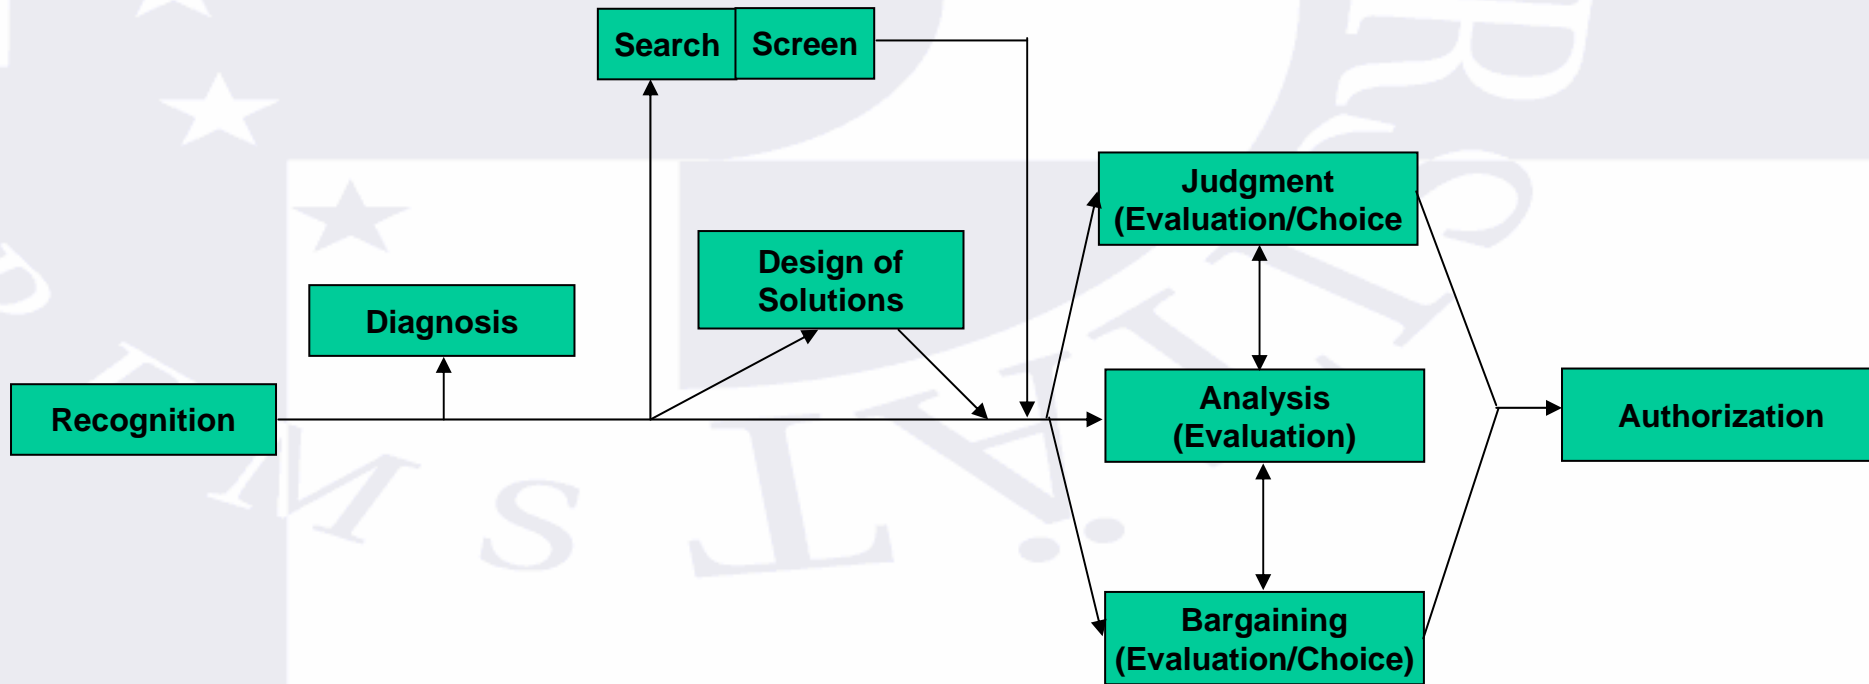 Search
Screen
Judgment
(Evaluation/Choice
Design of
Solutions
Diagnosis
Recognition
Analysis
(Evaluation)
Authorization
Bargaining
(Evaluation/Choice)